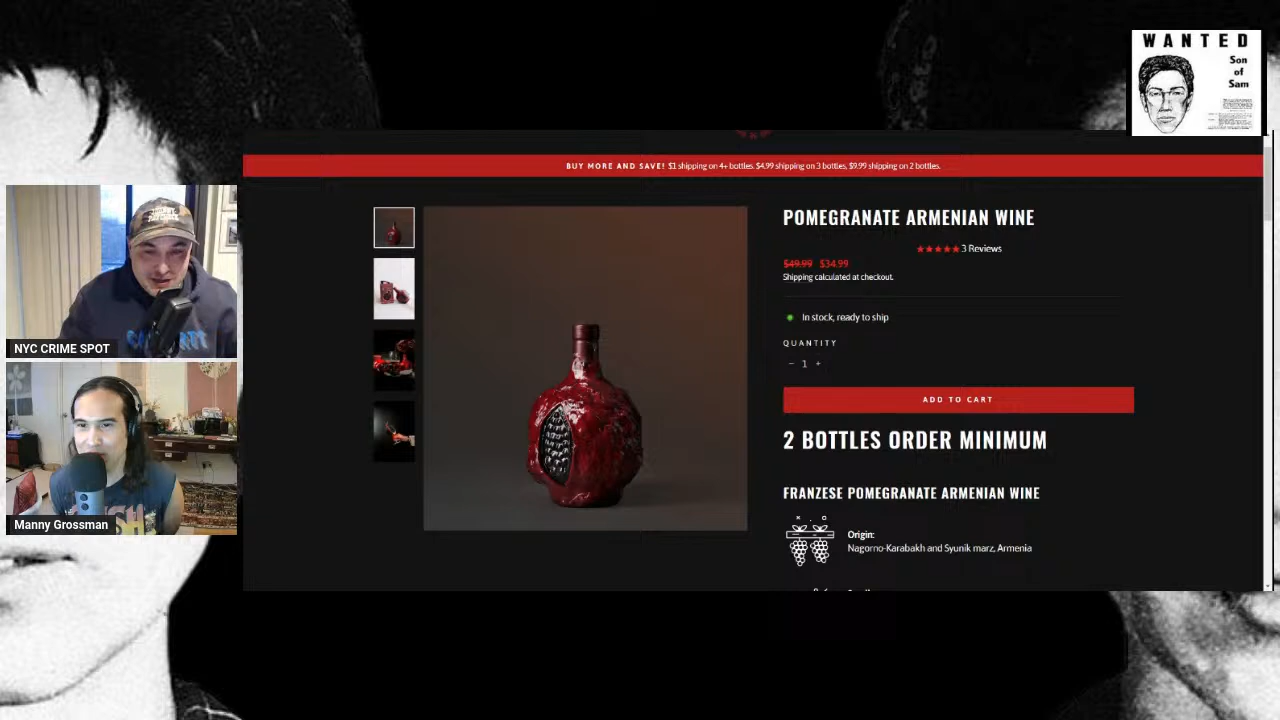 WANTED
Son
of
Sam
BUY MORE AND SAVE! $1 shipping on 4+ bottles. $4.99 shipping on 3 bottles, $9.99 shipping on 2 bottles.
POMEGRANATE ARMENIAN WINE
★★★★★ 3 Reviews
$49.99 $34.99
Shipping calculated at checkout.
In stock, ready to ship
QUANTITY
− 1 +
ADD TO CART
2 BOTTLES ORDER MINIMUM
FRANZESE POMEGRANATE ARMENIAN WINE
Origin:
Nagorno-Karabakh and Syunik marz, Armenia
NYC CRIME SPOT
Manny Grossman